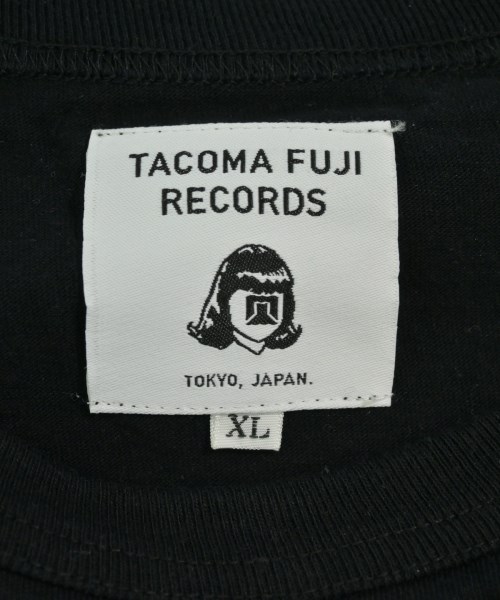 TACOMA FUJI
RECORDS
TOKYO, JAPAN.
XL